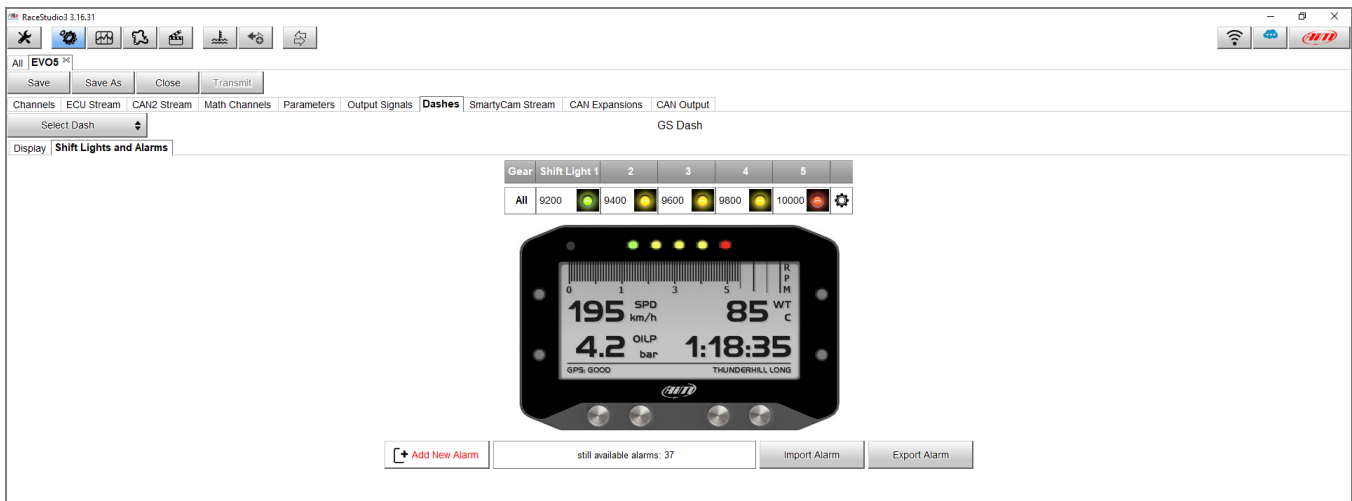 RaceStudio3 3.16.31
AiM
All EVO5
Save Save As Close Transmit
Channels ECU Stream CAN2 Stream Math Channels Parameters Output Signals Dashes SmartyCam Stream CAN Expansions CAN Output
Select Dash GS Dash
Display Shift Lights and Alarms
Gear Shift Light 1 2 3 4 5
All 9200 9400 9600 9800 10000
RPM
0 1 3 5
195 SPD km/h 85 WT C
4.2 OILP bar 1:18:35
GPS: GOOD THUNDERHILL LONG
AiM
Add New Alarm still available alarms: 37 Import Alarm Export Alarm